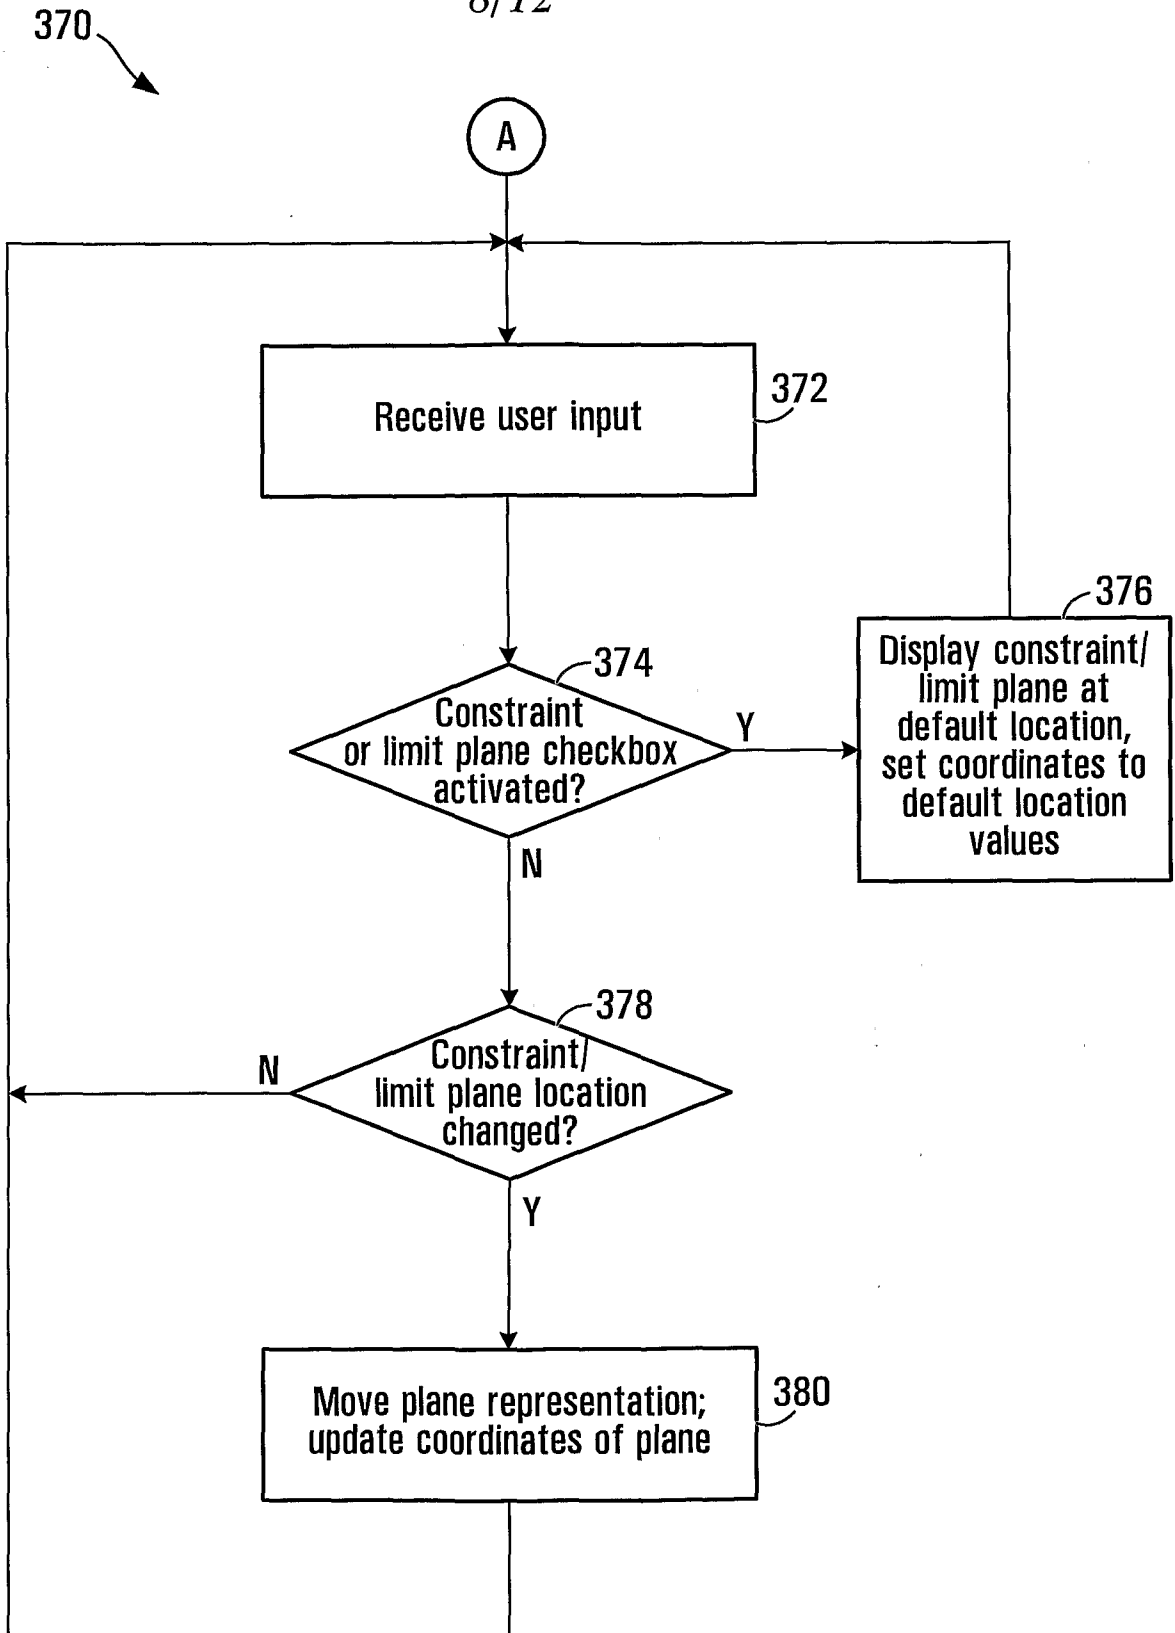 370
A
Receive user input
372
376
Display constraint/
limit plane at
default location,
set coordinates to
default location
values
374
Constraint
or limit plane checkbox
activated?
Y
N
378
Constraint/
limit plane location
changed?
N
Y
Move plane representation;
update coordinates of plane
380